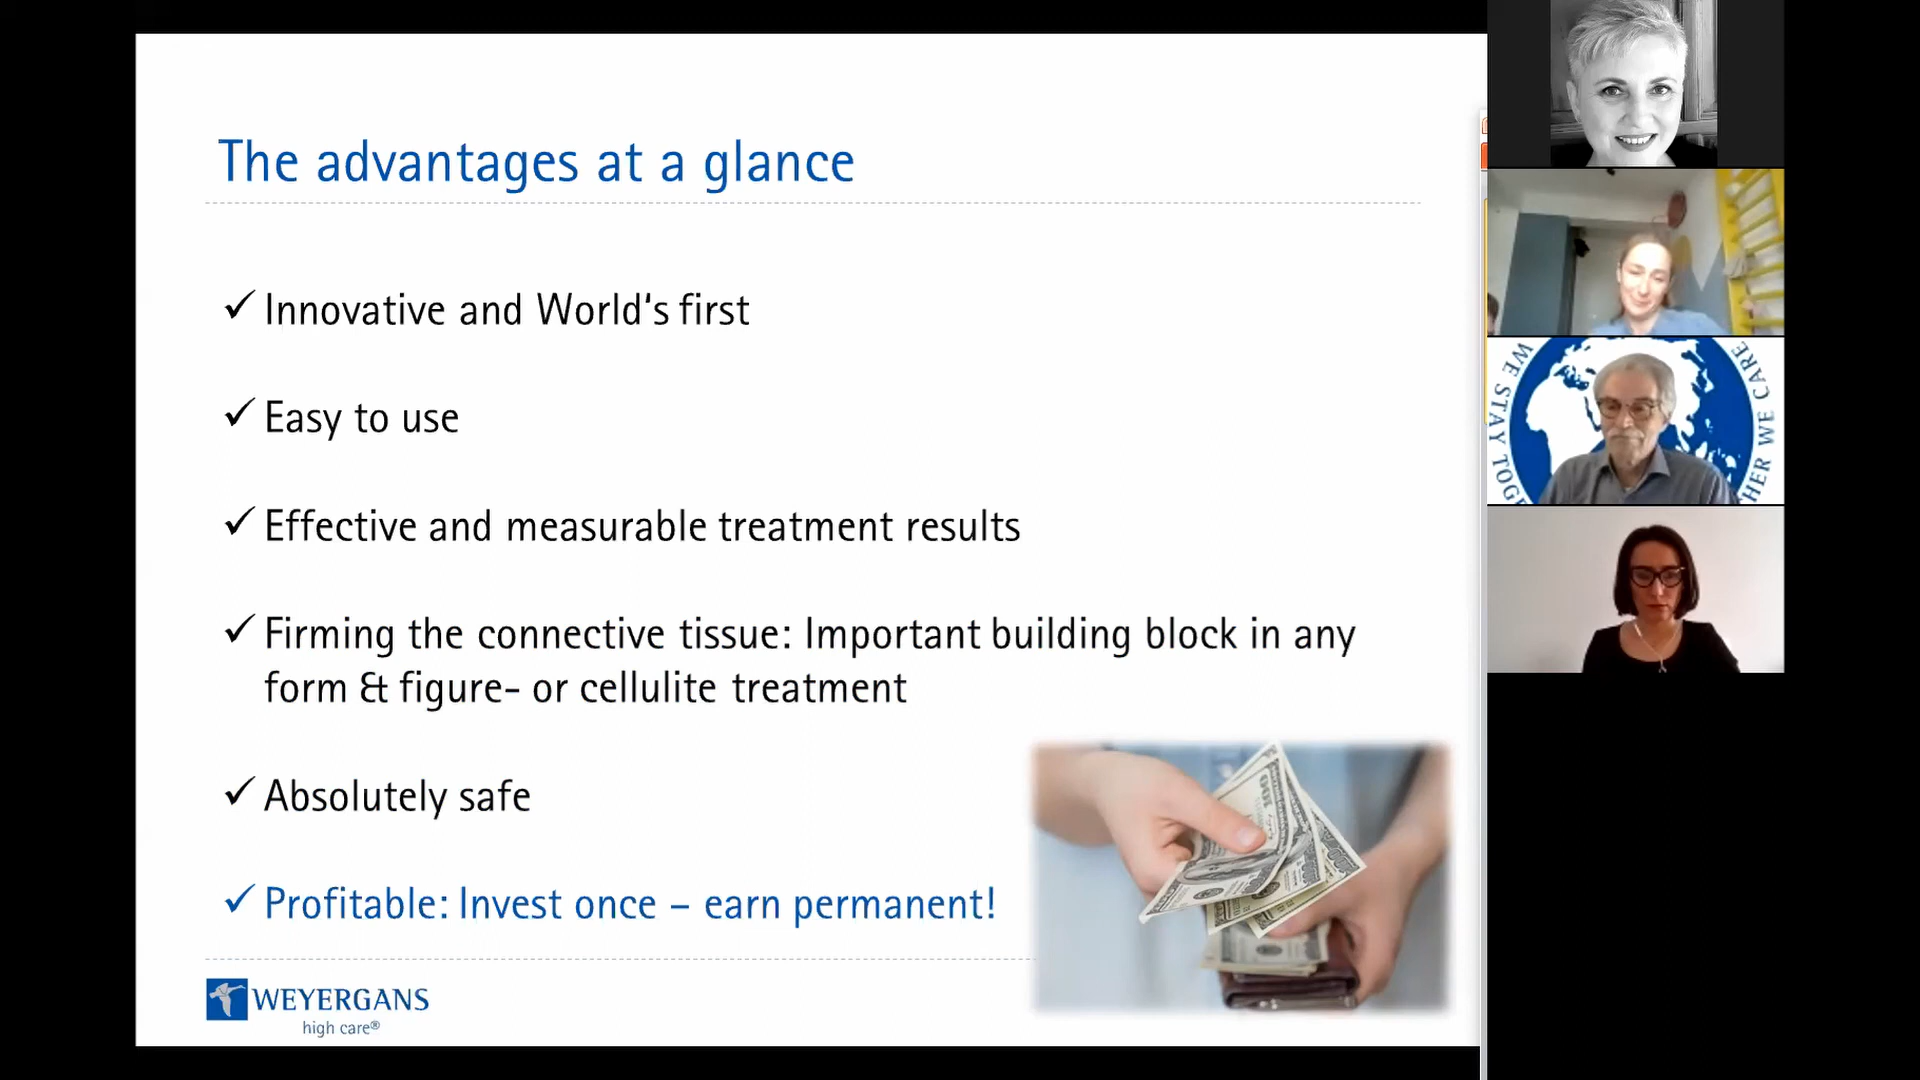 The advantages at a glance
✓ Innovative and World's first
✓ Easy to use
✓ Effective and measurable treatment results
✓ Firming the connective tissue: Important building block in any
form & figure- or cellulite treatment
✓ Absolutely safe
✓ Profitable: Invest once – earn permanent!
WEYERGANS
high care®
100
WE STAY TOG
HER WE CARE